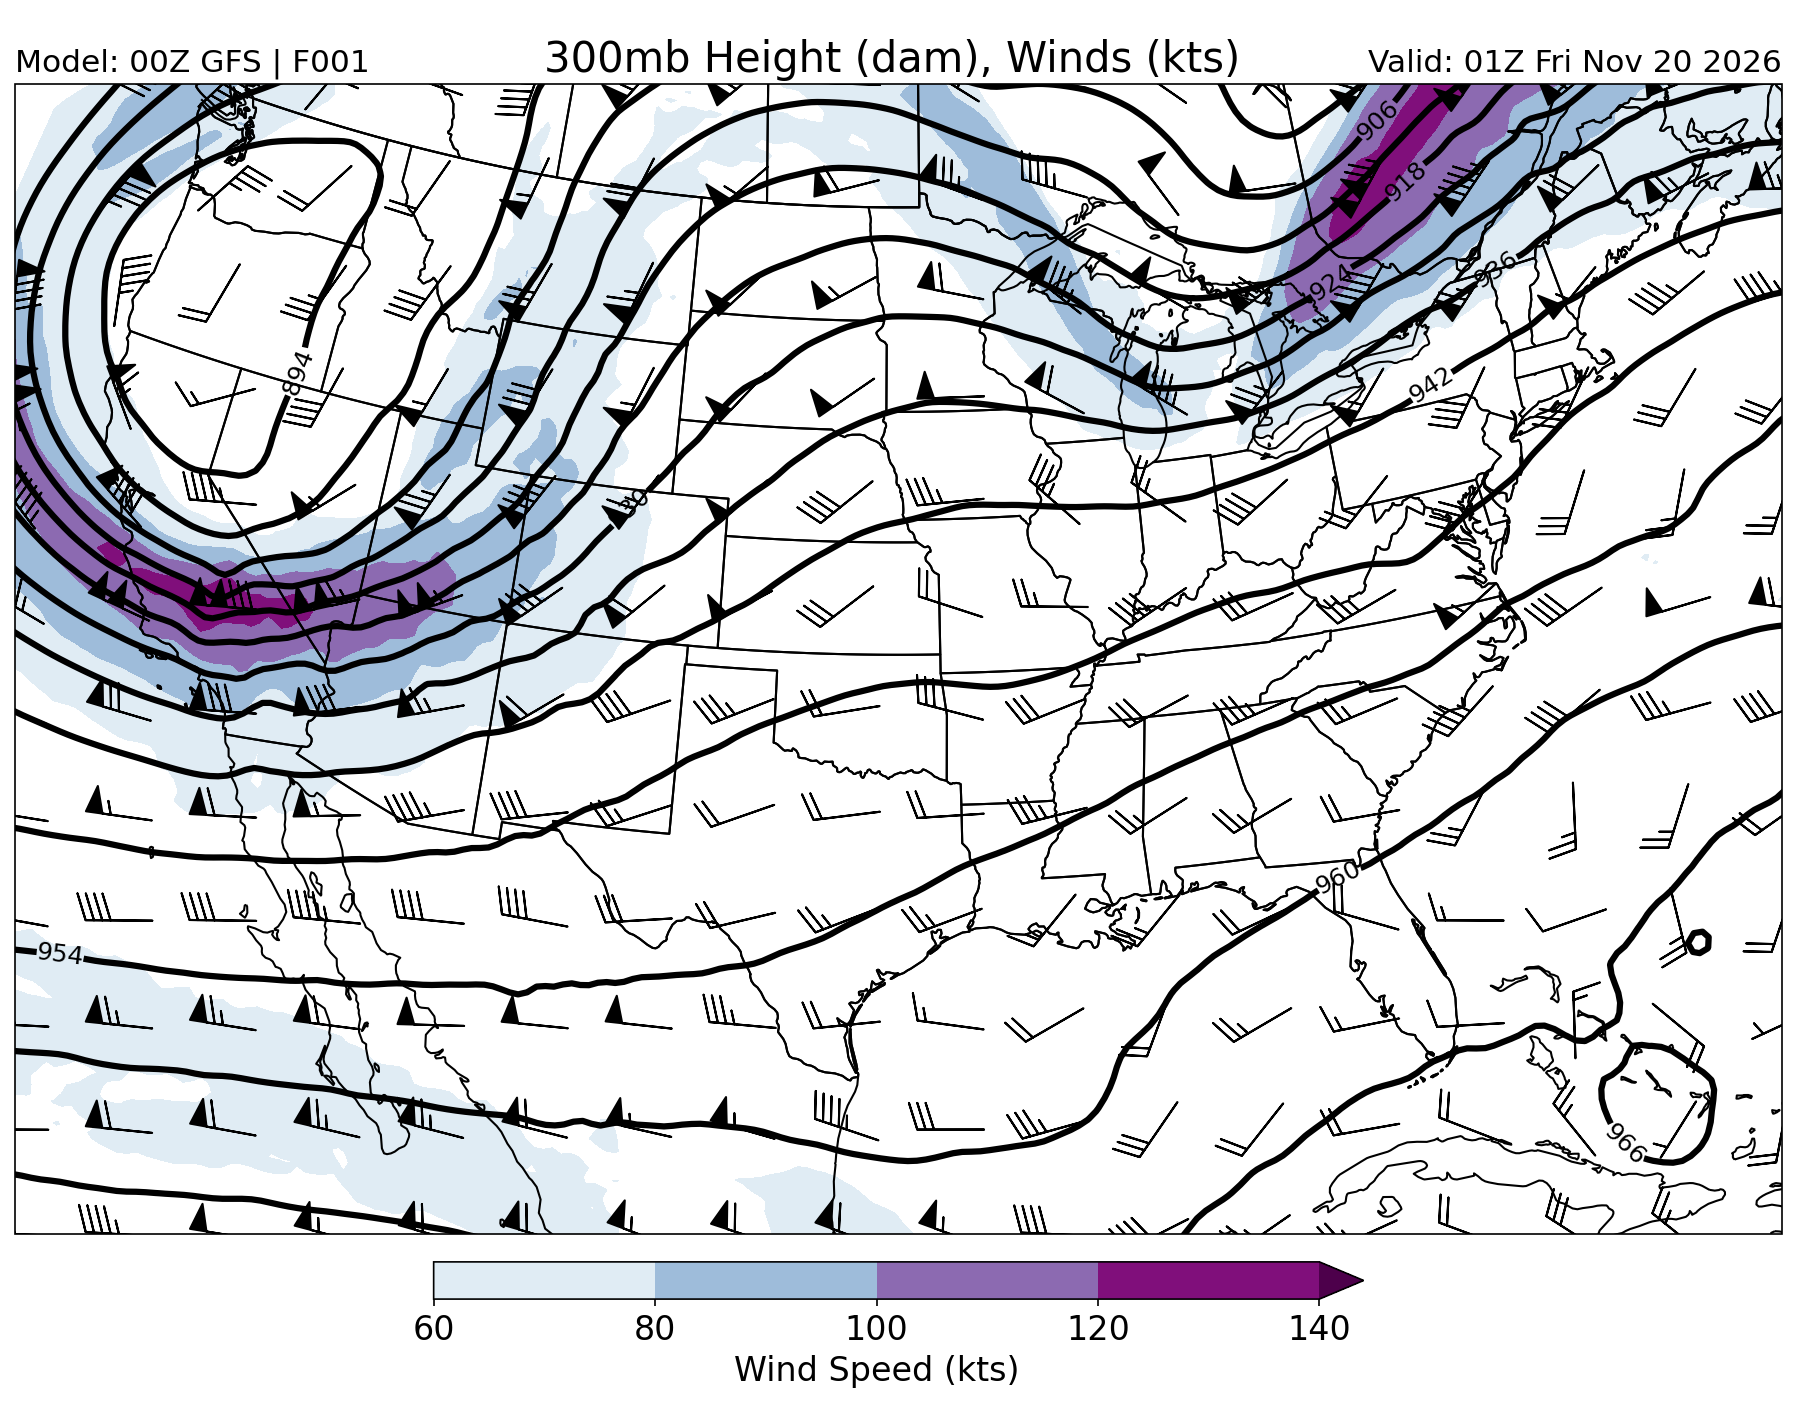 Model: 00Z GFS | F001
300mb Height (dam), Winds (kts)
Valid: 01Z Fri Nov 20 2026
906
918
924
936
894
942
960
954
966
60 80 100 120 140
Wind Speed (kts)